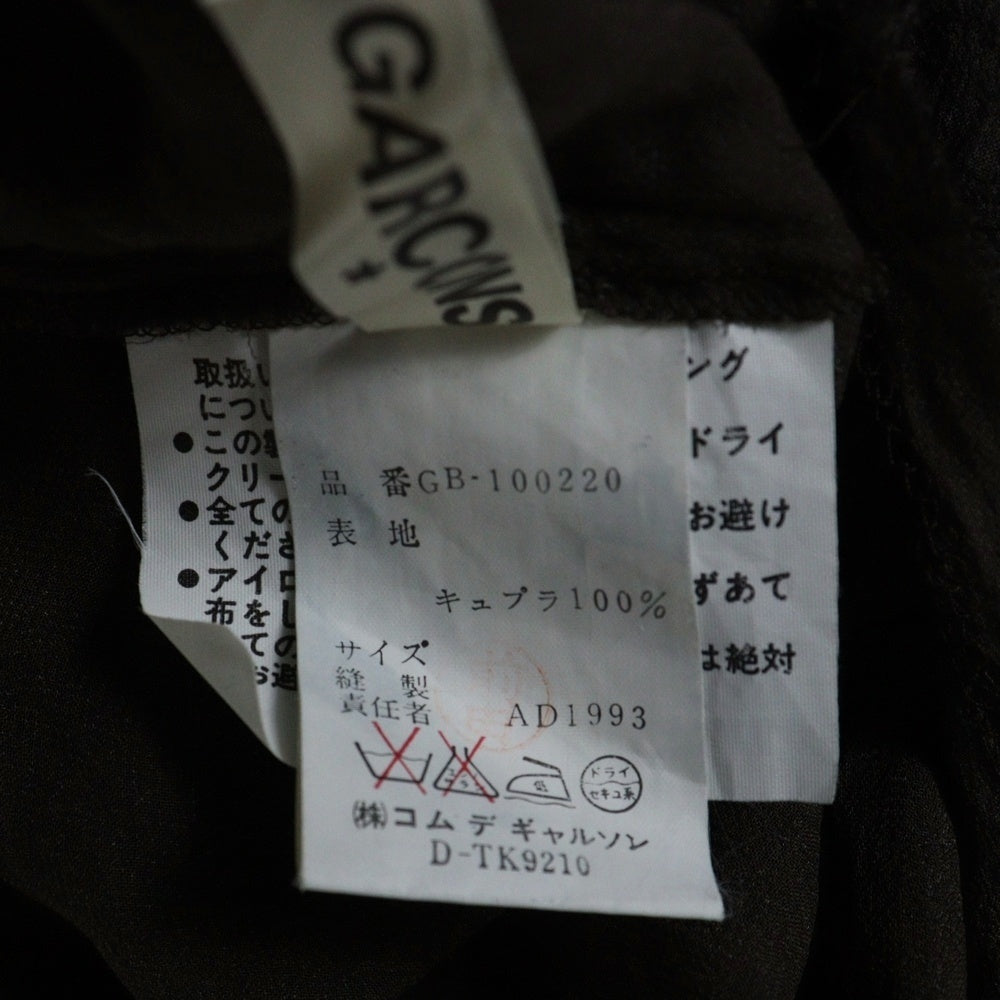 GARCONS
取扱い
につい
●この製
クリー
●全ての
くださ
●アイロ
布をし
ての
お避
ング
ドライ
お避け
ずあて
は絶対
品 番GB-100220
表 地
キュプラ100%
サイズ
縫 製
責任者 AD1993
ドライ
セキユ系
㈱コムデギャルソン
D-TK9210